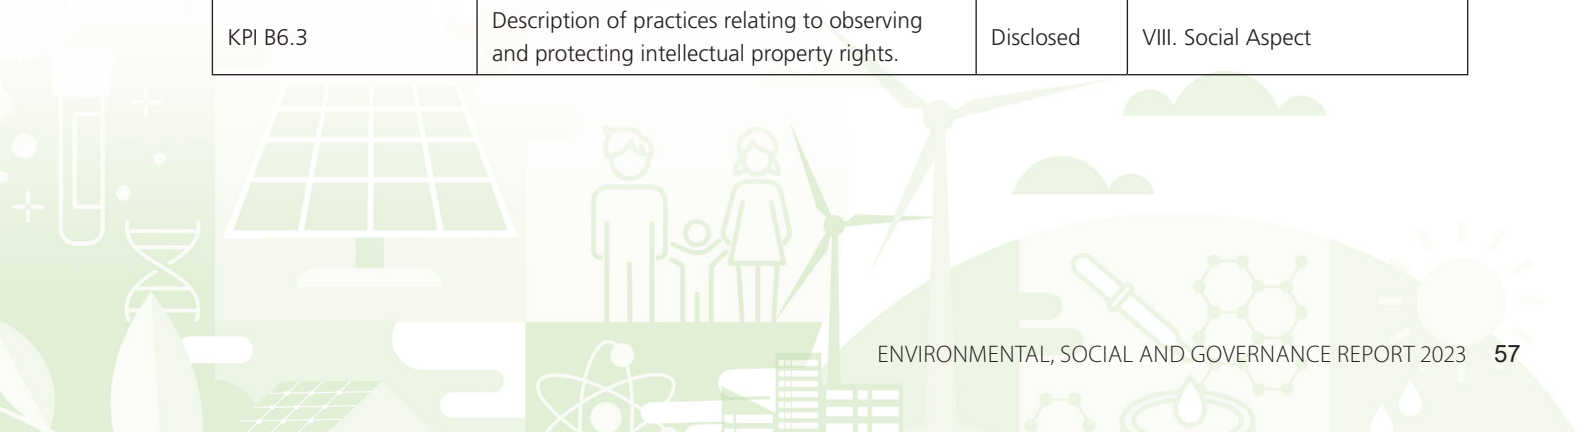 KPI B6.3
Description of practices relating to observing
and protecting intellectual property rights.
Disclosed
VIII. Social Aspect
ENVIRONMENTAL, SOCIAL AND GOVERNANCE REPORT 2023 57